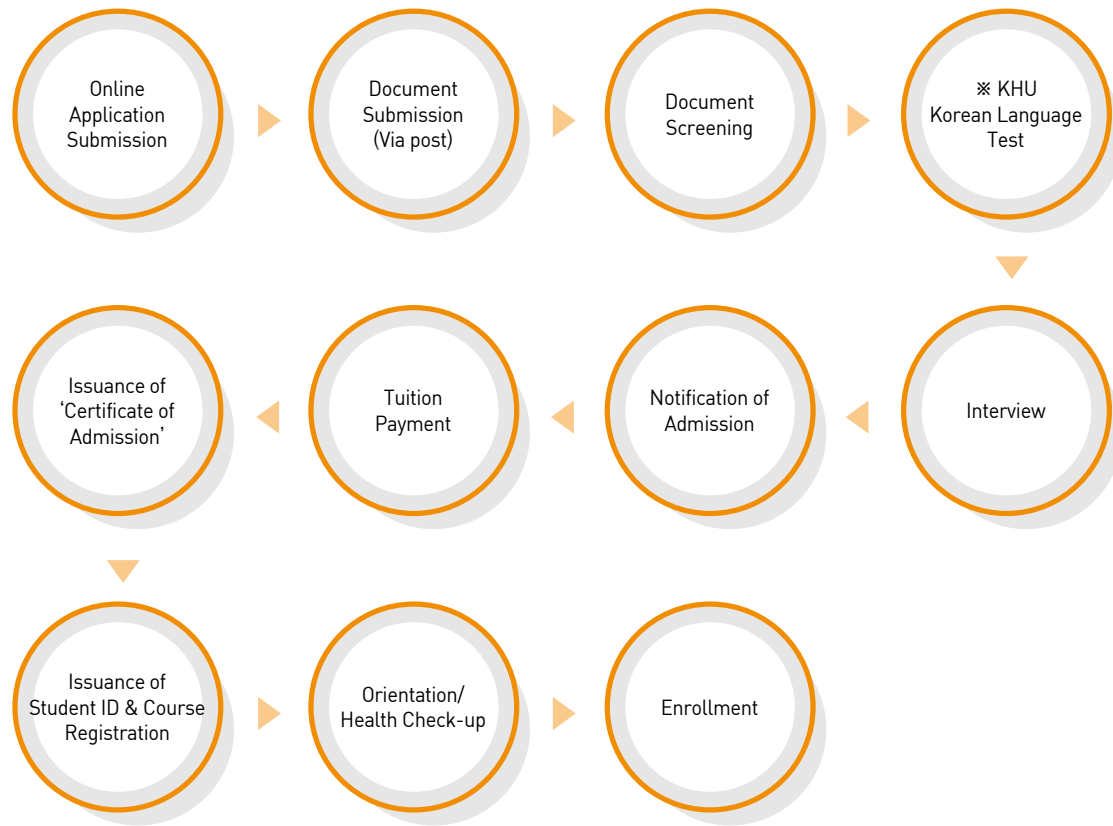 Online
Application
Submission
Document
Submission
(Via post)
Document
Screening
※ KHU
Korean Language
Test
Interview
Notification of
Admission
Tuition
Payment
Issuance of
‘Certificate of
Admission’
Issuance of
Student ID & Course
Registration
Orientation/
Health Check-up
Enrollment